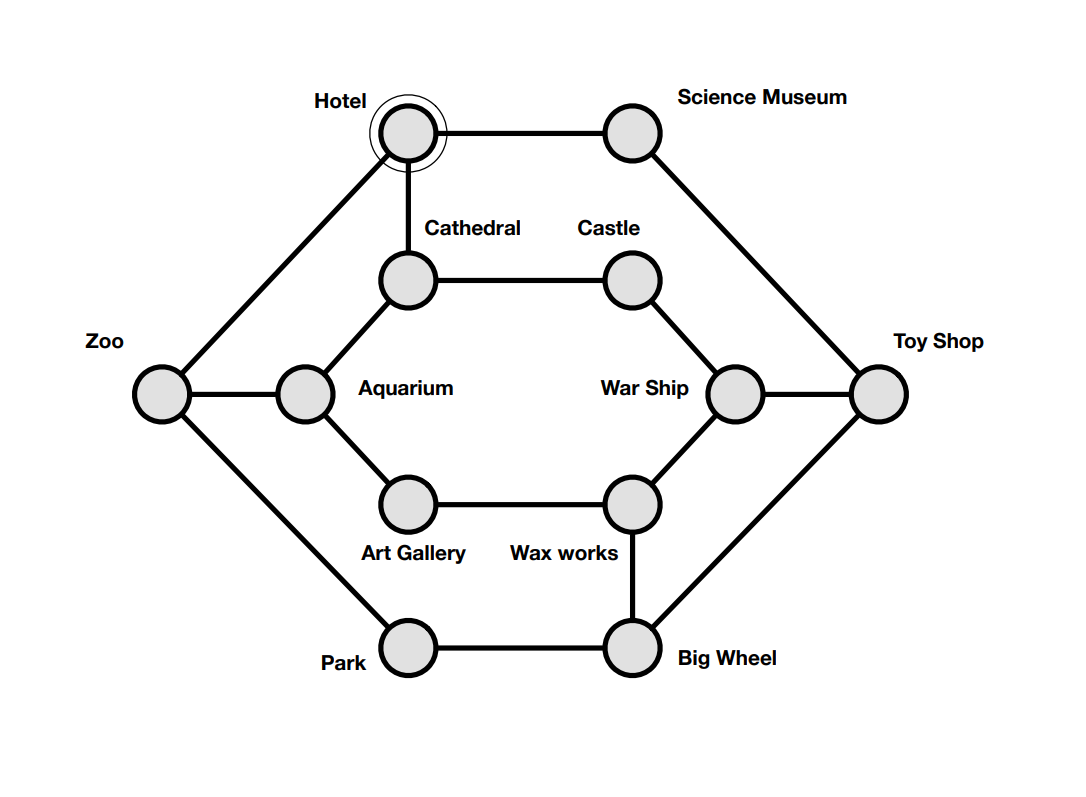 Hotel
Science Museum
Cathedral
Castle
Zoo
Toy Shop
Aquarium
War Ship
Art Gallery
Wax works
Park
Big Wheel